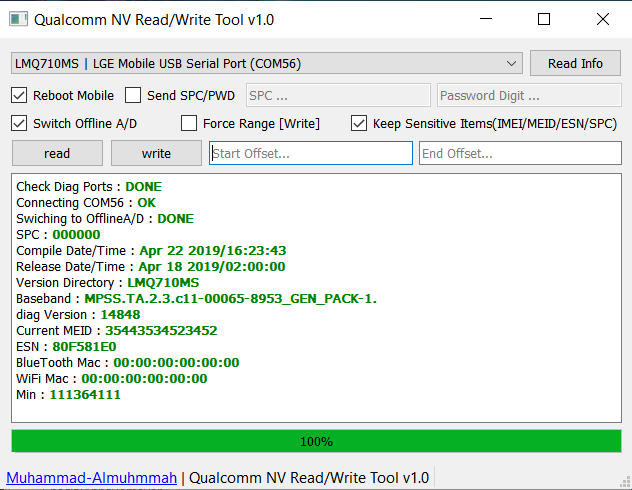 Qualcomm NV Read/Write Tool v1.0
LMQ710MS | LGE Mobile USB Serial Port (COM56) Read Info
Reboot Mobile Send SPC/PWD SPC ... Password Digit ...
Switch Offline A/D Force Range [Write] Keep Sensitive Items(IMEI/MEID/ESN/SPC)
read write Start Offset... End Offset...
Check Diag Ports : DONE
Connecting COM56 : OK
Swiching to OfflineA/D : DONE
SPC : 000000
Compile Date/Time : Apr 22 2019/16:23:43
Release Date/Time : Apr 18 2019/02:00:00
Version Directory : LMQ710MS
Baseband : MPSS.TA.2.3.c11-00065-8953_GEN_PACK-1.
diag Version : 14848
Current MEID : 35443534523452
ESN : 80F581E0
BlueTooth Mac : 00:00:00:00:00:00
WiFi Mac : 00:00:00:00:00:00
Min : 111364111
100%
Muhammad-Almuhmmah | Qualcomm NV Read/Write Tool v1.0